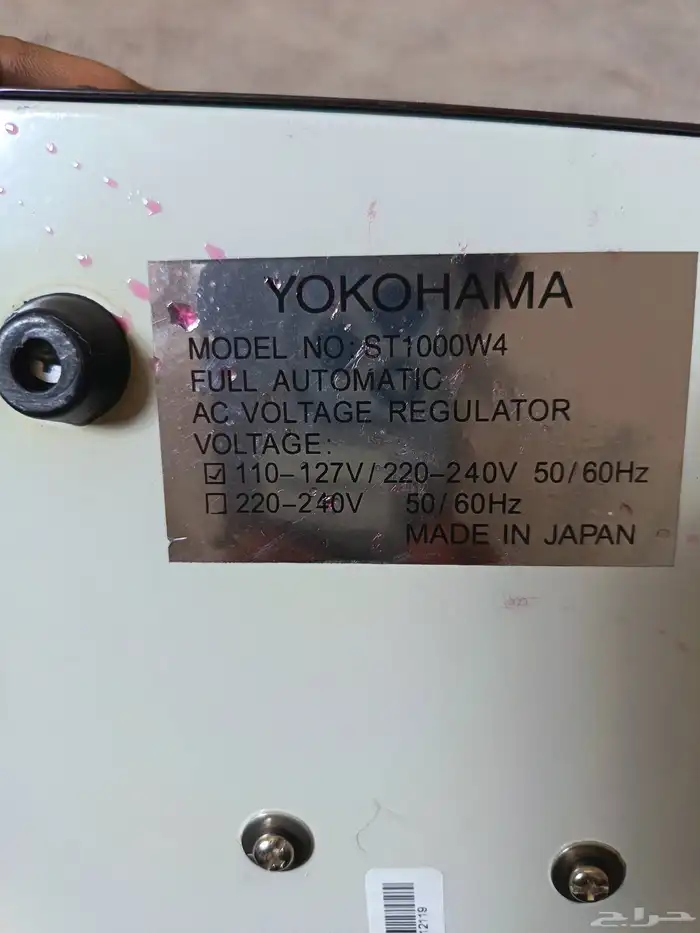 YOKOHAMA
MODEL NO: ST1000W4
FULL AUTOMATIC
AC VOLTAGE REGULATOR
VOLTAGE:
☑ 110-127V/220-240V 50/60Hz
☐ 220-240V 50/60Hz
MADE IN JAPAN
12119
حراج